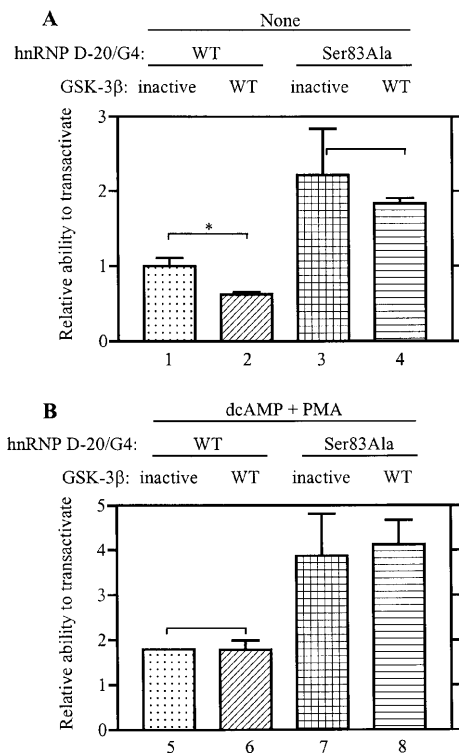 A
None
hnRNP D-20/G4: WT Ser83Ala
GSK-3β: inactive WT inactive WT
Relative ability to transactivate
3
2
1
0
*
1 2 3 4
B
dcAMP + PMA
hnRNP D-20/G4: WT Ser83Ala
GSK-3β: inactive WT inactive WT
Relative ability to transactivate
5
4
3
2
1
0
5 6 7 8